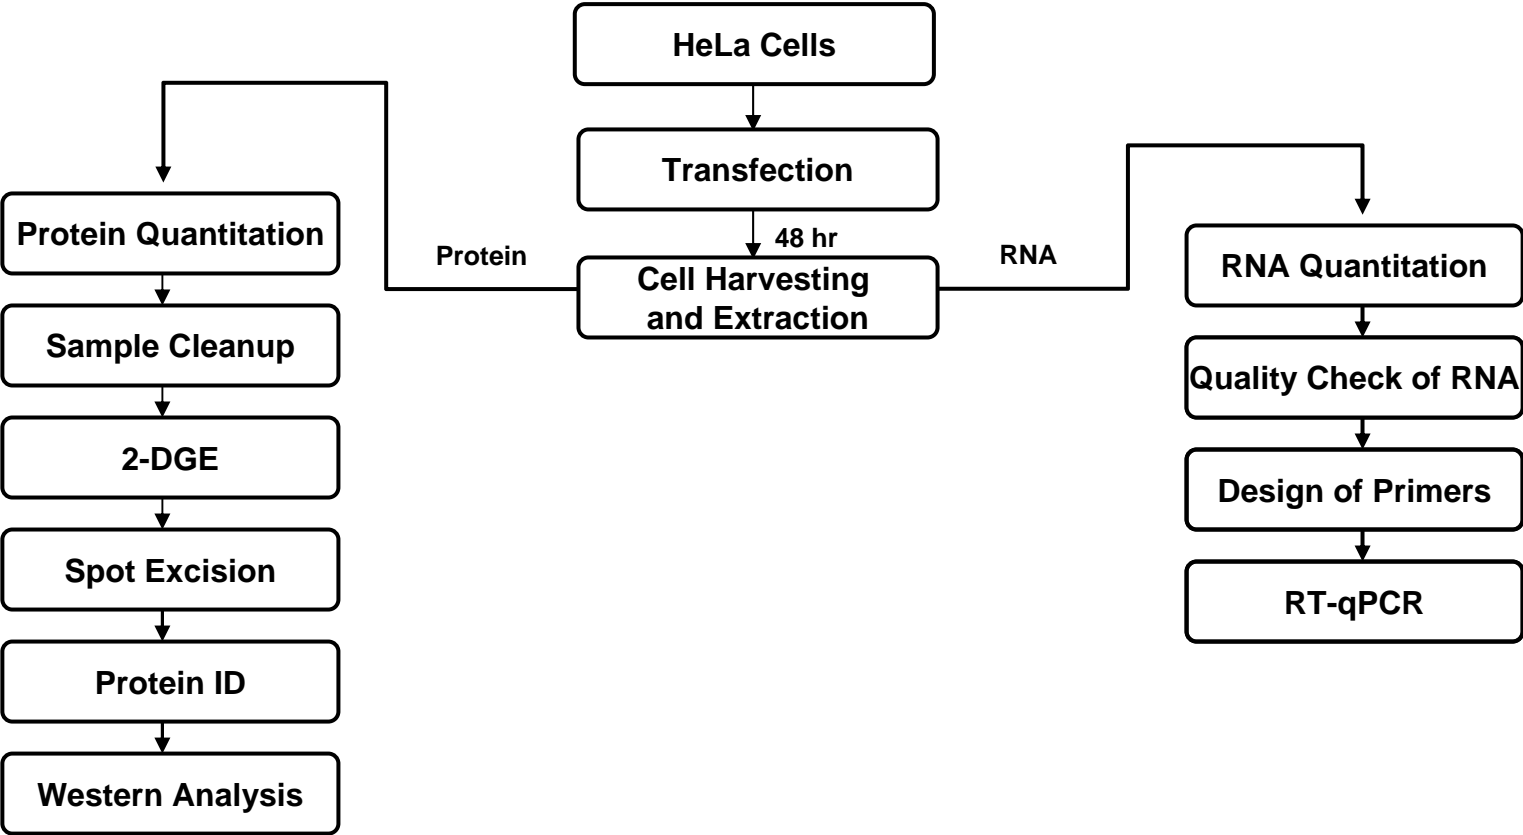 HeLa Cells
Transfection
48 hr
Cell Harvesting
and Extraction
Protein
Protein Quantitation
Sample Cleanup
2-DGE
Spot Excision
Protein ID
Western Analysis
RNA
RNA Quantitation
Quality Check of RNA
Design of Primers
RT-qPCR